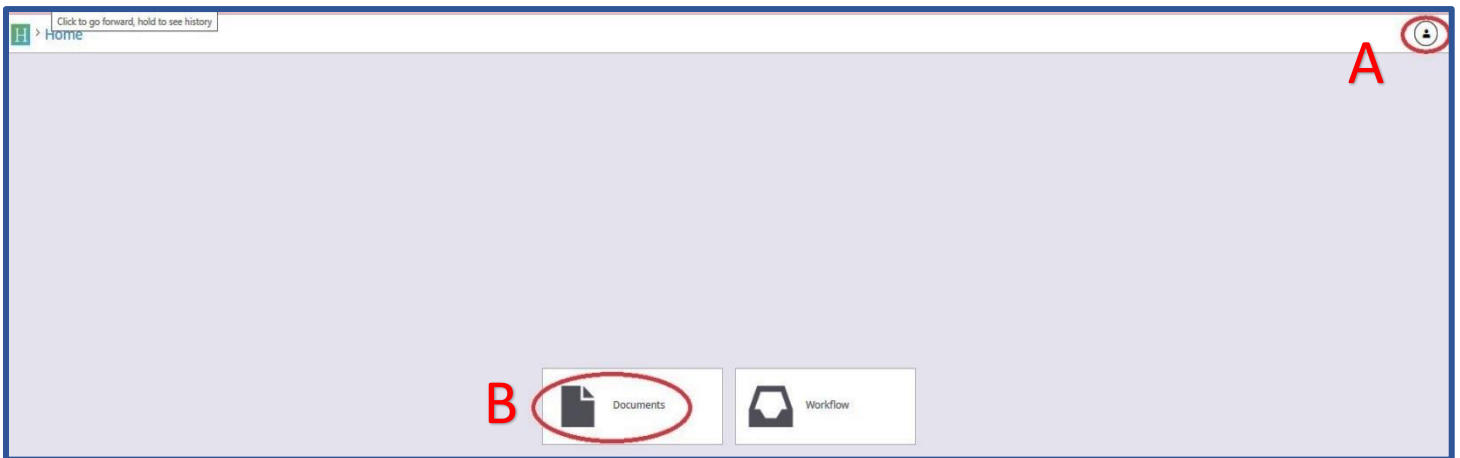 Click to go forward, hold to see history
H > Home
A
B
Documents
Workflow